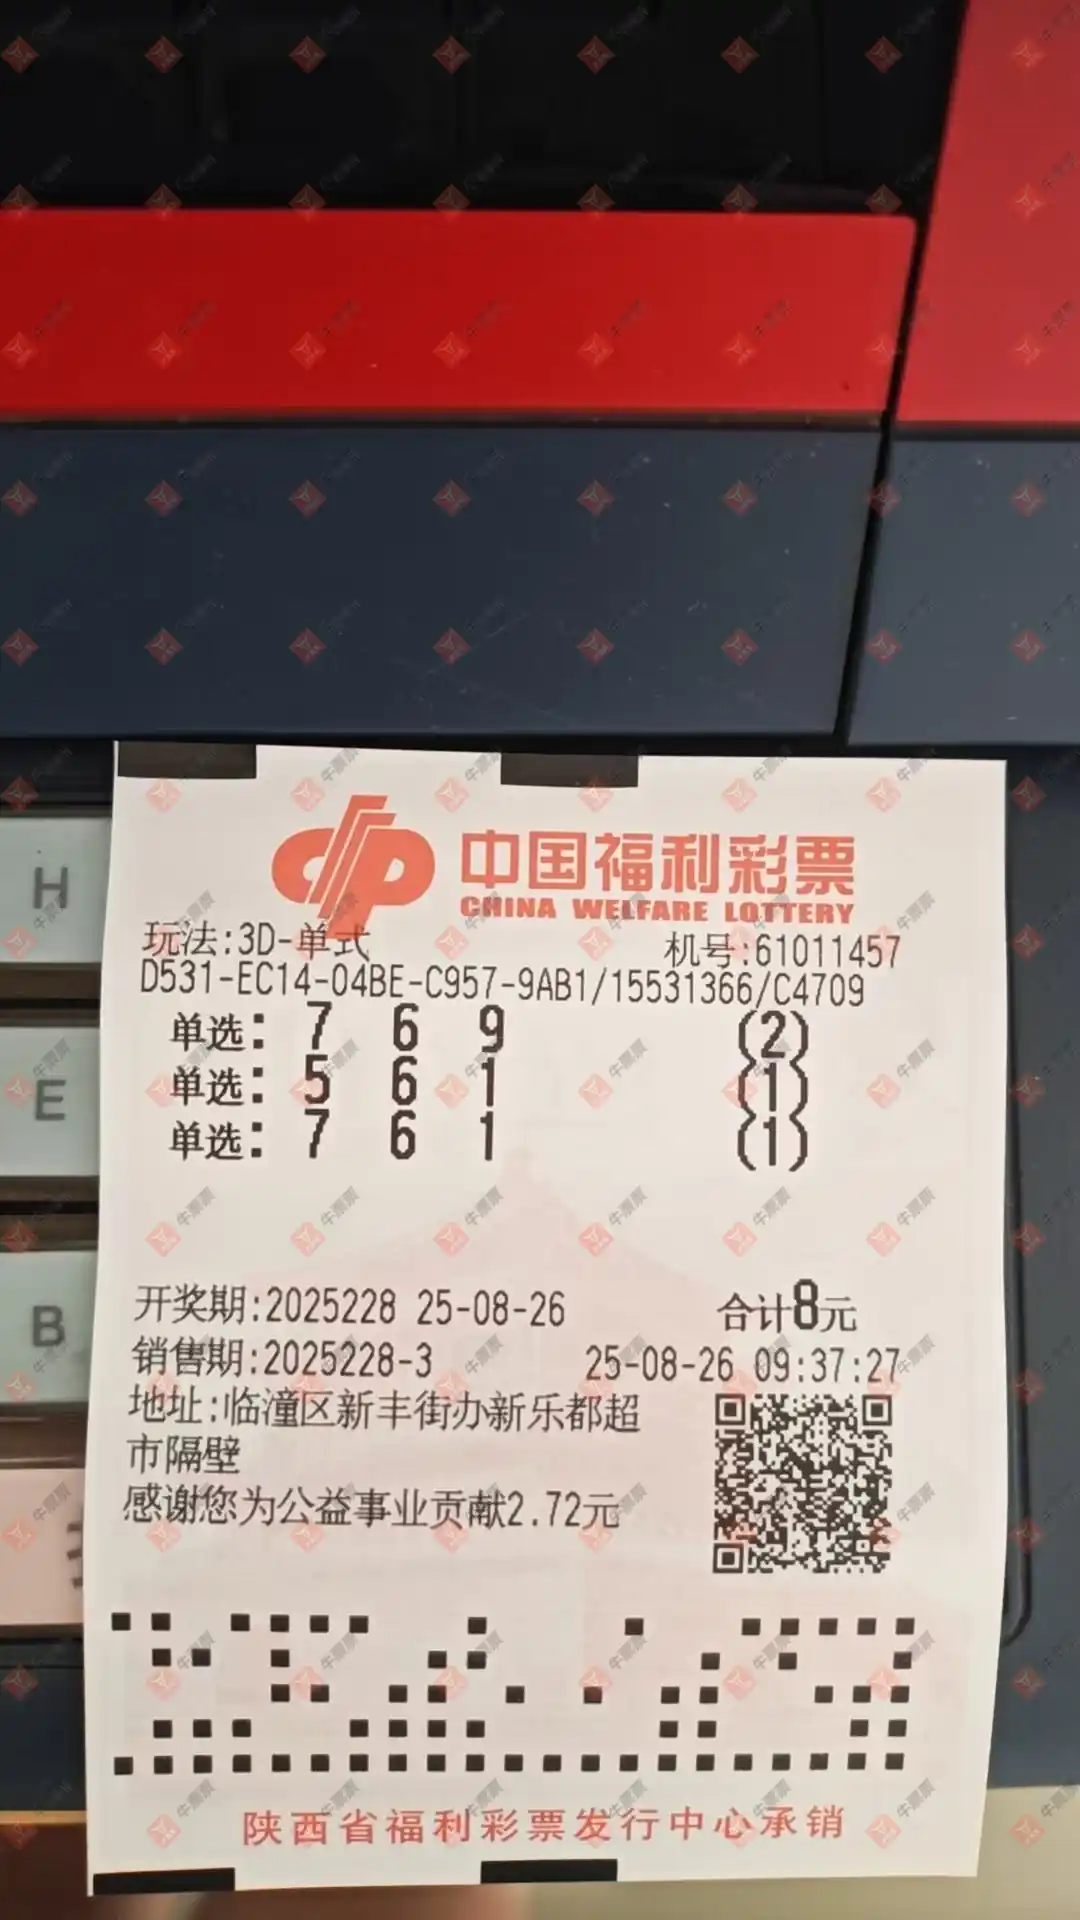 H
E
B
中国福利彩票
CHINA WELFARE LOTTERY
玩法:3D-单式 机号:61011457
D531-EC14-04BE-C957-9AB1/15531366/C4709
单选: 7 6 9 (2)
单选: 5 6 1 (1)
单选: 7 6 1 (1)
开奖期:2025228 25-08-26 合计8元
销售期:2025228-3 25-08-26 09:37:27
地址:临潼区新丰街办新乐都超
市隔壁
感谢您为公益事业贡献2.72元
陕西省福利彩票发行中心承销
牛票票